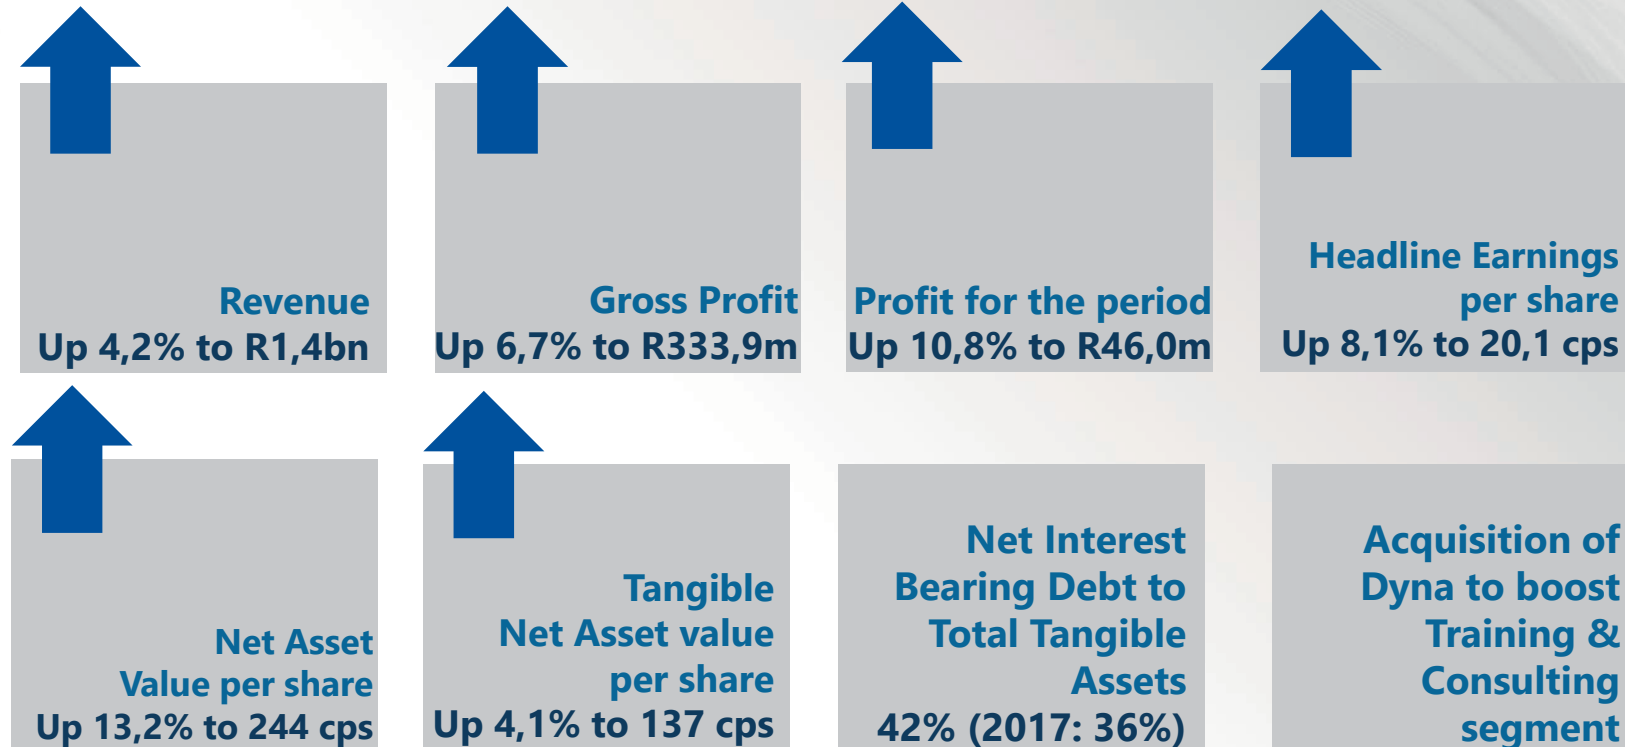 Revenue
Up 4,2% to R1,4bn
Gross Profit
Up 6,7% to R333,9m
Profit for the period
Up 10,8% to R46,0m
Headline Earnings
per share
Up 8,1% to 20,1 cps
Net Asset
Value per share
Up 13,2% to 244 cps
Tangible
Net Asset value
per share
Up 4,1% to 137 cps
Net Interest
Bearing Debt to
Total Tangible
Assets
42% (2017: 36%)
Acquisition of
Dyna to boost
Training &
Consulting
segment